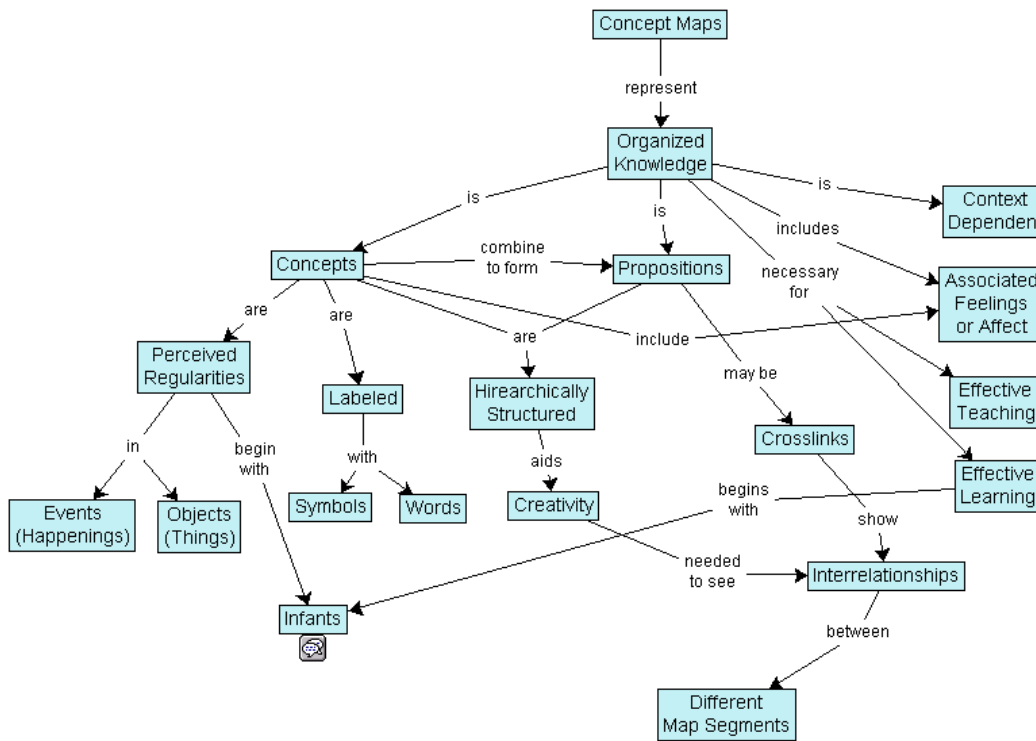 Concept Maps
represent
Organized
Knowledge
is
is
is
includes
necessary
for
Context
Dependent
Concepts
combine
to form
Propositions
Associated
Feelings
or Affect
are
are
are
include
Perceived
Regularities
Labeled
Hirearchically
Structured
may be
Effective
Teaching
Crosslinks
in
begin
with
with
aids
Effective
Learning
Events
(Happenings)
Objects
(Things)
Symbols
Words
Creativity
begins
with
show
needed
to see
Interrelationships
Infants
between
Different
Map Segments